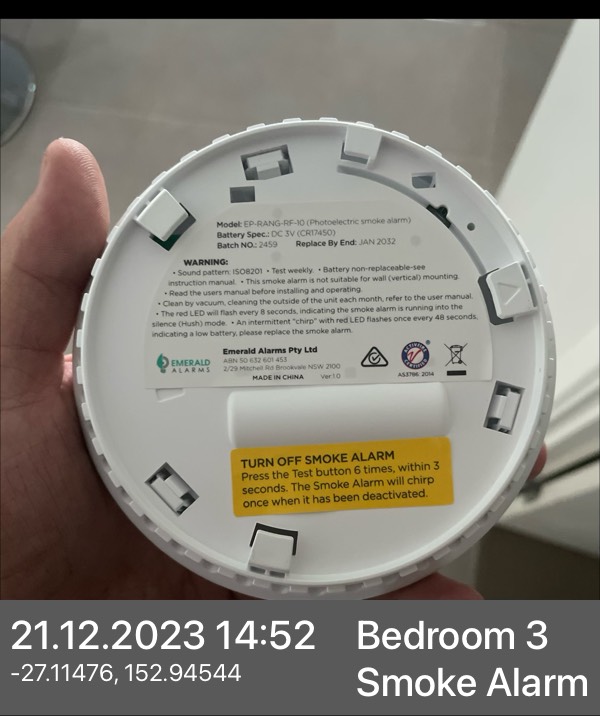 Model: EP-RANG-RF-10 (Photoelectric smoke alarm)
Battery Spec.: DC 3V (CR17450)
Batch NO.: 2459 Replace By End: JAN 2032
WARNING:
• Sound pattern: ISO8201 • Test weekly. • Battery non-replaceable-see
instruction manual. • This smoke alarm is not suitable for wall (vertical) mounting.
• Read the users manual before installing and operating.
• Clean by vacuum, cleaning the outside of the unit each month, refer to the user manual.
• The red LED will flash every 8 seconds, indicating the smoke alarm is running into the
silence (Hush) mode. • An intermittent "chirp" with red LED flashes once every 48 seconds,
indicating a low battery, please replace the smoke alarm.
EMERALD
ALARMS
Emerald Alarms Pty Ltd
ABN 50 632 601 453
2/29 Mitchell Rd Brookvale NSW 2100
MADE IN CHINA Ver:1.0
AS3786: 2014
TURN OFF SMOKE ALARM
Press the Test button 6 times, within 3
seconds. The Smoke Alarm will chirp
once when it has been deactivated.
21.12.2023 14:52
-27.11476, 152.94544
Bedroom 3
Smoke Alarm